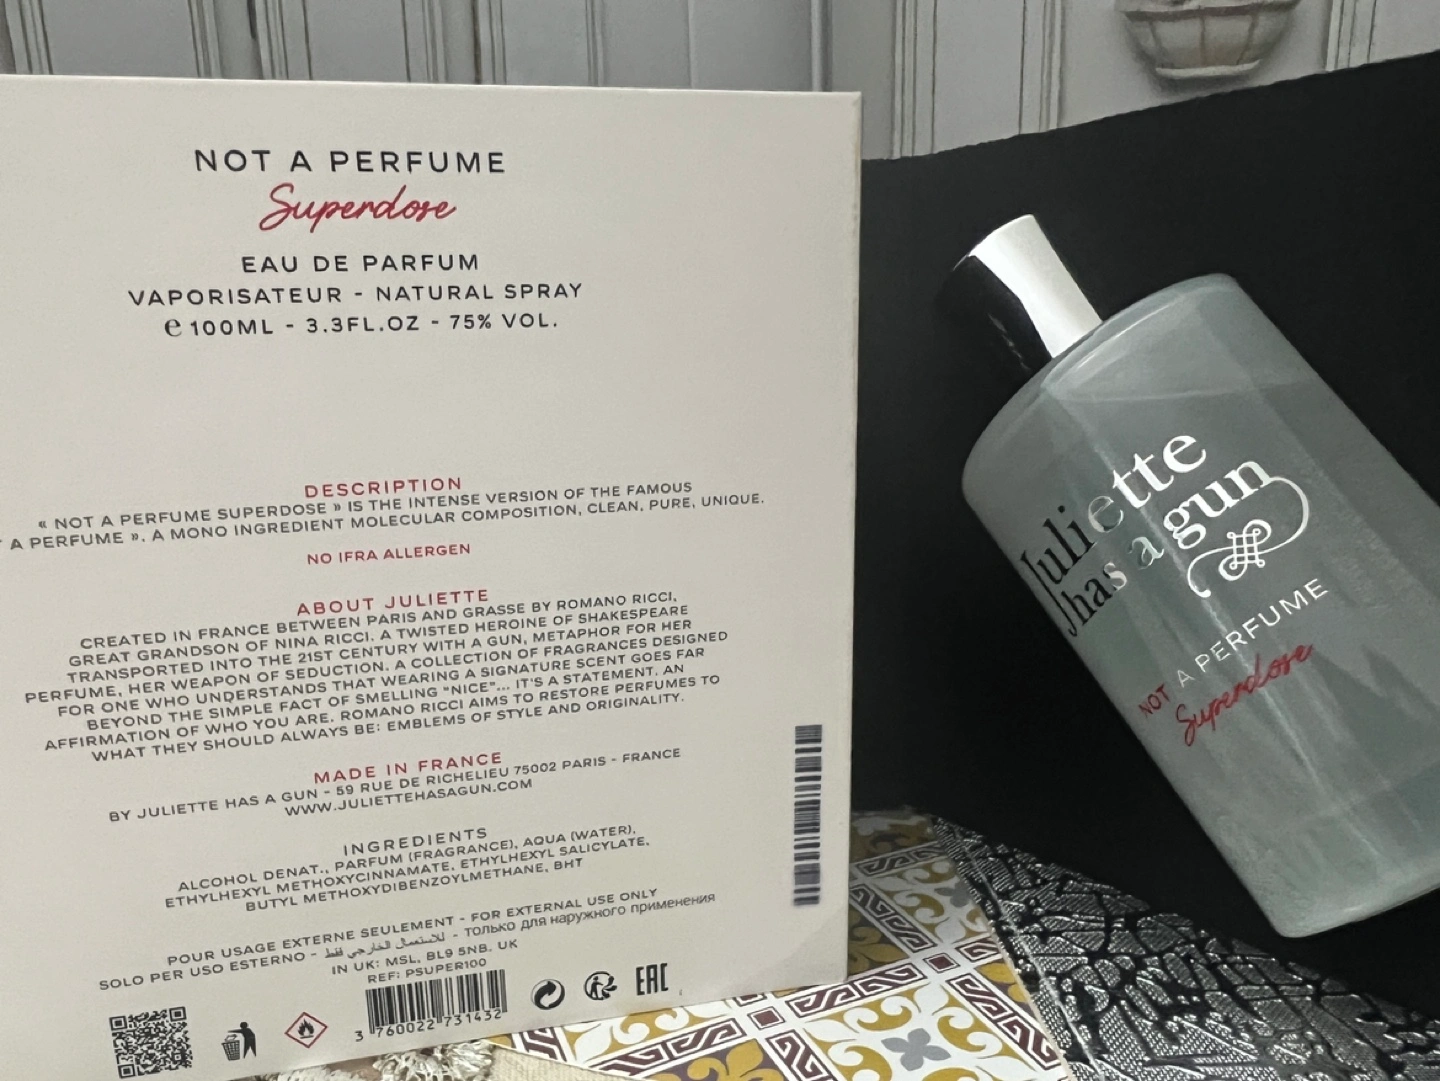 NOT A PERFUME
Superdose
EAU DE PARFUM
VAPORISATEUR - NATURAL SPRAY
℮ 100ML - 3.3FL.OZ - 75% VOL.
DESCRIPTION
« NOT A PERFUME SUPERDOSE » IS THE INTENSE VERSION OF THE FAMOUS
A PERFUME ». A MONO INGREDIENT MOLECULAR COMPOSITION, CLEAN, PURE, UNIQUE.
NO IFRA ALLERGEN
ABOUT JULIETTE
CREATED IN FRANCE BETWEEN PARIS AND GRASSE BY ROMANO RICCI,
GREAT GRANDSON OF NINA RICCI. A TWISTED HEROINE OF SHAKESPEARE
TRANSPORTED INTO THE 21ST CENTURY WITH A GUN, METAPHOR FOR HER
PERFUME, HER WEAPON OF SEDUCTION. A COLLECTION OF FRAGRANCES DESIGNED
FOR ONE WHO UNDERSTANDS THAT WEARING A SIGNATURE SCENT GOES FAR
BEYOND THE SIMPLE FACT OF SMELLING "NICE"... IT'S A STATEMENT. AN
AFFIRMATION OF WHO YOU ARE. ROMANO RICCI AIMS TO RESTORE PERFUMES TO
WHAT THEY SHOULD ALWAYS BE: EMBLEMS OF STYLE AND ORIGINALITY.
MADE IN FRANCE
BY JULIETTE HAS A GUN - 59 RUE DE RICHELIEU 75002 PARIS - FRANCE
WWW.JULIETTEHASAGUN.COM
INGREDIENTS
ALCOHOL DENAT., PARFUM (FRAGRANCE), AQUA (WATER),
ETHYLHEXYL METHOXYCINNAMATE, ETHYLHEXYL SALICYLATE,
BUTYL METHOXYDIBENZOYLMETHANE, BHT
POUR USAGE EXTERNE SEULEMENT - FOR EXTERNAL USE ONLY
SOLO PER USO ESTERNO - للاستعمال الخارجي فقط - только для наружного применения
IN UK: MSL, BL9 5NB. UK
REF: PSUPER100
3 760022 731432
EAC
Juliette
has a gun
NOT A PERFUME
Superdose